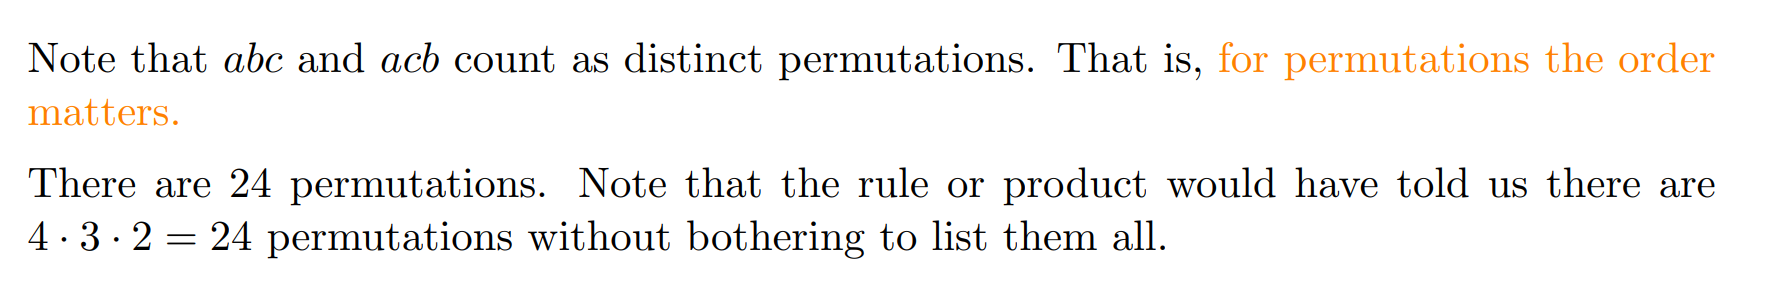 Note that abc and acb count as distinct permutations. That is, for permutations the order
matters.
There are 24 permutations. Note that the rule or product would have told us there are
4 · 3 · 2 = 24 permutations without bothering to list them all.